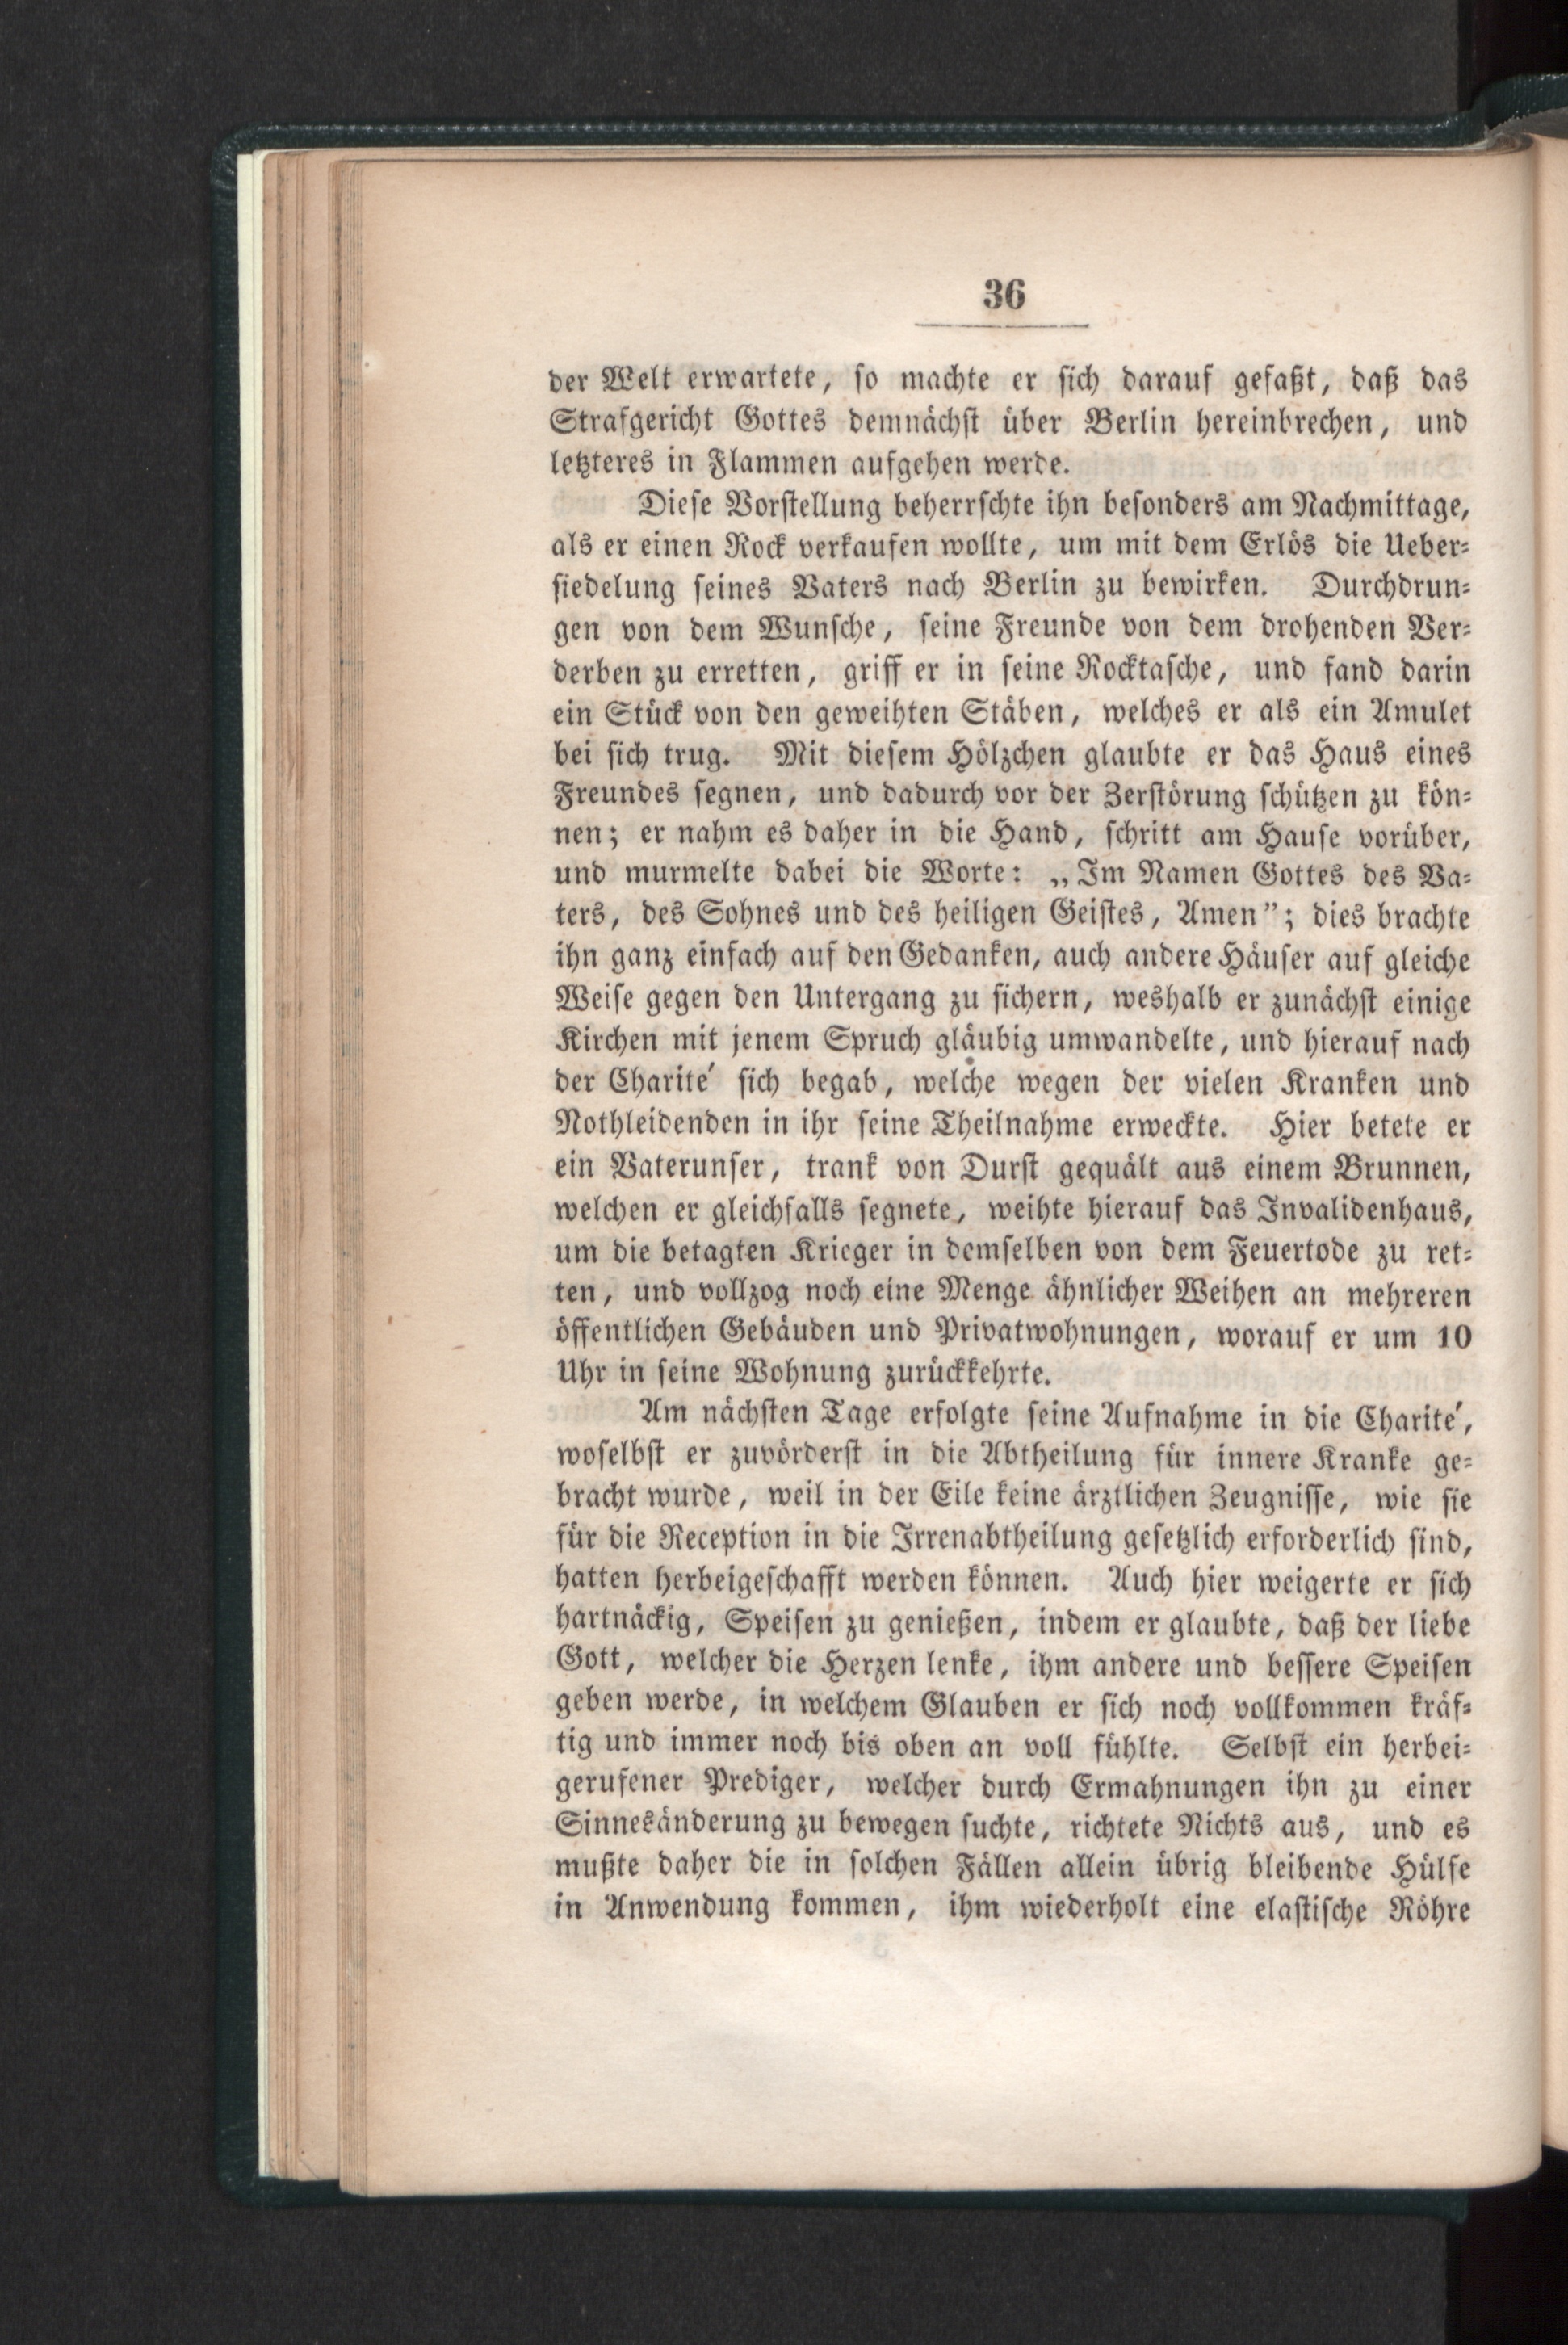 36
der Welt erwartete, so machte er sich darauf gefaßt, daß das
Strafgericht Gottes demnächst über Berlin hereinbrechen, und
letzteres in Flammen aufgehen werde.
Diese Vorstellung beherrschte ihn besonders am Nachmittage,
als er einen Rock verkaufen wollte, um mit dem Erlös die Ueber-
siedelung seines Vaters nach Berlin zu bewirken. Durchdrun-
gen von dem Wunsche, seine Freunde von dem drohenden Ver-
derben zu erretten, griff er in seine Rocktasche, und fand darin
ein Stück von den geweihten Stäben, welches er als ein Amulet
bei sich trug. Mit diesem Hölzchen glaubte er das Haus eines
Freundes segnen, und dadurch vor der Zerstörung schützen zu kön-
nen; er nahm es daher in die Hand, schritt am Hause vorüber,
und murmelte dabei die Worte: „Im Namen Gottes des Va-
ters, des Sohnes und des heiligen Geistes, Amen”; dies brachte
ihn ganz einfach auf den Gedanken, auch andere Häuser auf gleiche
Weise gegen den Untergang zu sichern, weshalb er zunächst einige
Kirchen mit jenem Spruch gläubig umwandelte, und hierauf nach
der Charité sich begab, welche wegen der vielen Kranken und
Nothleidenden in ihr seine Theilnahme erweckte. Hier betete er
ein Vaterunser, trank von Durst gequält aus einem Brunnen,
welchen er gleichfalls segnete, weihte hierauf das Invalidenhaus,
um die betagten Krieger in demselben von dem Feuertode zu ret-
ten, und vollzog noch eine Menge ähnlicher Weihen an mehreren
öffentlichen Gebäuden und Privatwohnungen, worauf er um 10
Uhr in seine Wohnung zurückkehrte.
Am nächsten Tage erfolgte seine Aufnahme in die Charité,
woselbst er zuvörderst in die Abtheilung für innere Kranke ge-
bracht wurde, weil in der Eile keine ärztlichen Zeugnisse, wie sie
für die Reception in die Irrenabtheilung gesetzlich erforderlich sind,
hatten herbeigeschafft werden können. Auch hier weigerte er sich
hartnäckig, Speisen zu genießen, indem er glaubte, daß der liebe
Gott, welcher die Herzen lenke, ihm andere und bessere Speisen
geben werde, in welchem Glauben er sich noch vollkommen kräf-
tig und immer noch bis oben an voll fühlte. Selbst ein herbei-
gerufener Prediger, welcher durch Ermahnungen ihn zu einer
Sinnesänderung zu bewegen suchte, richtete Nichts aus, und es
mußte daher die in solchen Fällen allein übrig bleibende Hülfe
in Anwendung kommen, ihm wiederholt eine elastische Röhre